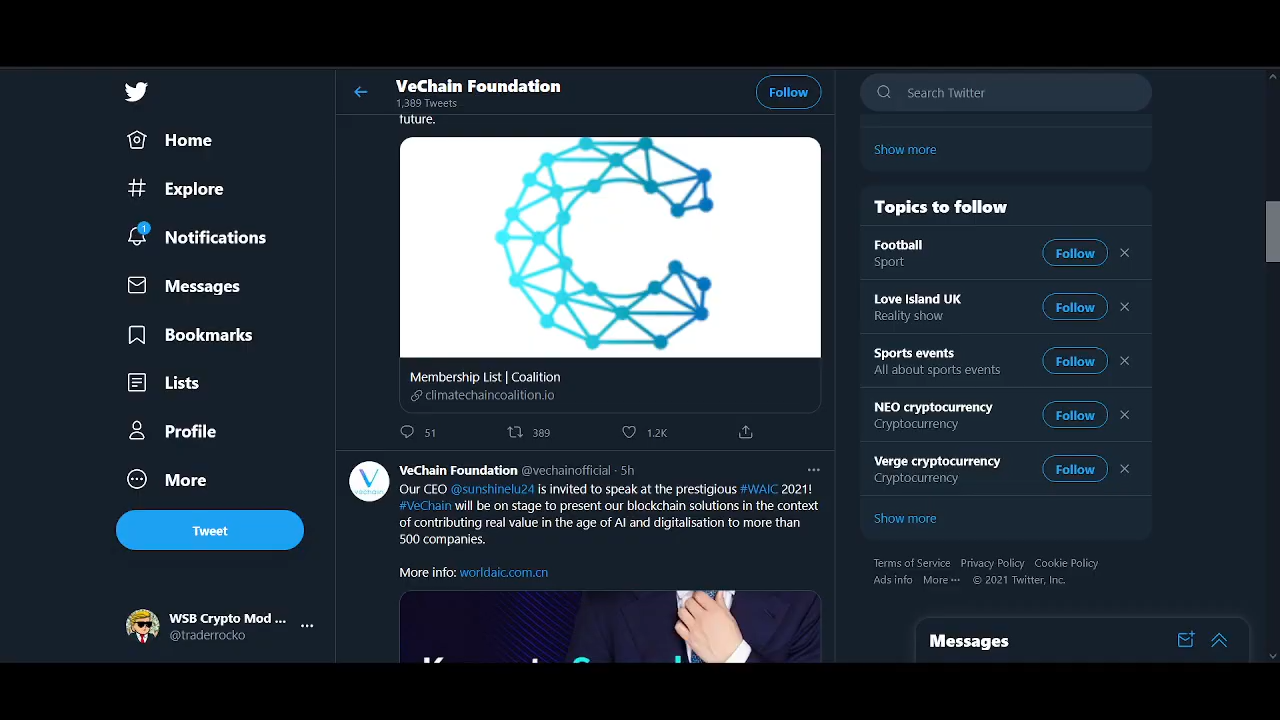 Home
Explore
1
Notifications
Messages
Bookmarks
Lists
Profile
More
Tweet
WSB Crypto Mod ...
@traderrocko
VeChain Foundation
1,389 Tweets
Follow
future.
Membership List | Coalition
climatechaincoalition.io
51
389
1.2K
VeChain Foundation @vechainofficial · 5h
vechain
Our CEO @sunshinelu24 is invited to speak at the prestigious #WAIC 2021!
#VeChain will be on stage to present our blockchain solutions in the context
of contributing real value in the age of AI and digitalisation to more than
500 companies.
More info: worldaic.com.cn
Search Twitter
Show more
Topics to follow
Football
Sport
Follow
Love Island UK
Reality show
Follow
Sports events
All about sports events
Follow
NEO cryptocurrency
Cryptocurrency
Follow
Verge cryptocurrency
Cryptocurrency
Follow
Show more
Terms of Service Privacy Policy Cookie Policy
Ads info More ··· © 2021 Twitter, Inc.
Messages